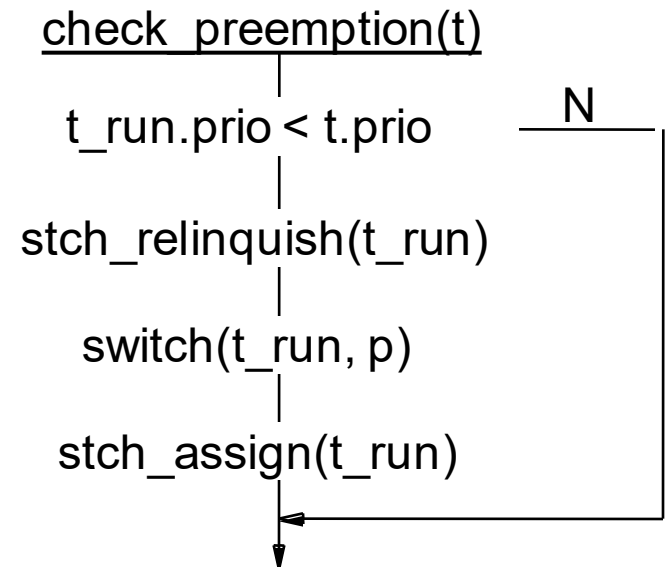 check_preemption(t)
t_run.prio < t.prio
N
stch_relinquish(t_run)
switch(t_run, p)
stch_assign(t_run)